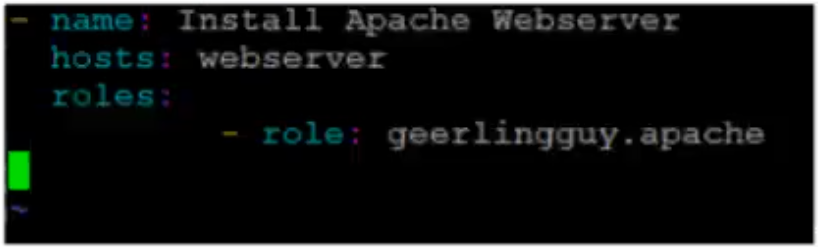 - name: Install Apache Webserver
  hosts: webserver
  roles:
          - role: geerlingguy.apache
~